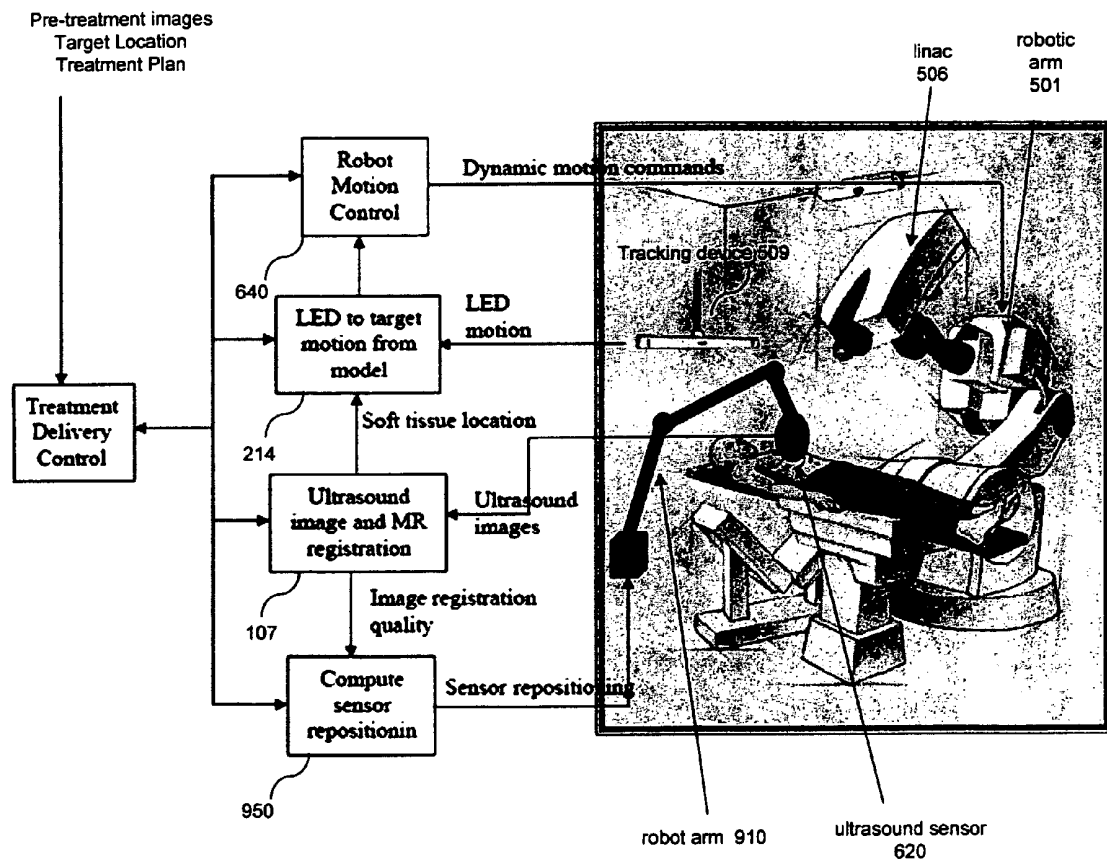 Pre-treatment images
Target Location
Treatment Plan
linac
506
robotic
arm
501
Robot
Motion
Control
Dynamic motion commands
640
Tracking device 509
LED to target
motion from
model
LED
motion
Treatment
Delivery
Control
214
Soft tissue location
Ultrasound
image and MR
registration
Ultrasound
images
107
Image registration
quality
Compute
sensor
repositionin
Sensor repositioning
950
robot arm 910
ultrasound sensor
620